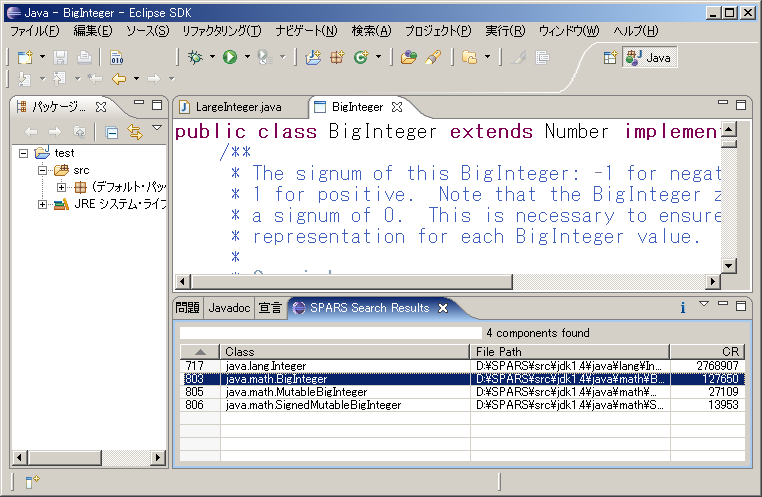 Java - BigInteger - Eclipse SDK
ファイル(F) 編集(E) ソース(S) リファクタリング(T) ナビゲート(N) 検索(A) プロジェクト(P) 実行(R) ウィンドウ(W) ヘルプ(H)
010
Java
パッケージ...
LargeInteger.java
BigInteger
public class BigInteger extends Number implemen
/**
* The signum of this BigInteger: -1 for negat
* 1 for positive. Note that the BigInteger z
* a signum of 0. This is necessary to ensure
* representation for each BigInteger value.
*
test
src
(デフォルト・パッ
JRE システム・ライブ
問題 Javadoc 宣言 SPARS Search Results
4 components found
Class File Path CR
717 java.lang.Integer D:¥SPARS¥src¥jdk1.4¥java¥lang¥In... 2768907
803 java.math.BigInteger D:¥SPARS¥src¥jdk1.4¥java¥math¥B... 127650
805 java.math.MutableBigInteger D:¥SPARS¥src¥jdk1.4¥java¥math¥... 27109
806 java.math.SignedMutableBigInteger D:¥SPARS¥src¥jdk1.4¥java¥math¥S... 13953